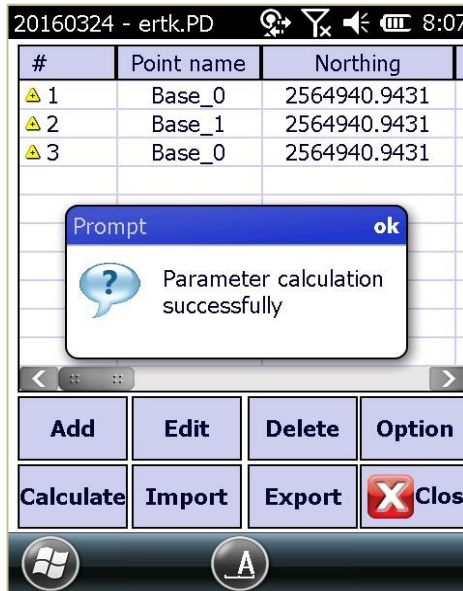 20160324 - ertk.PD 8:07
# Point name Northing
1 Base_0 2564940.9431
2 Base_1 2564940.9431
3 Base_0 2564940.9431
Prompt ok
Parameter calculation
successfully
Add Edit Delete Option
Calculate Import Export Clos
A